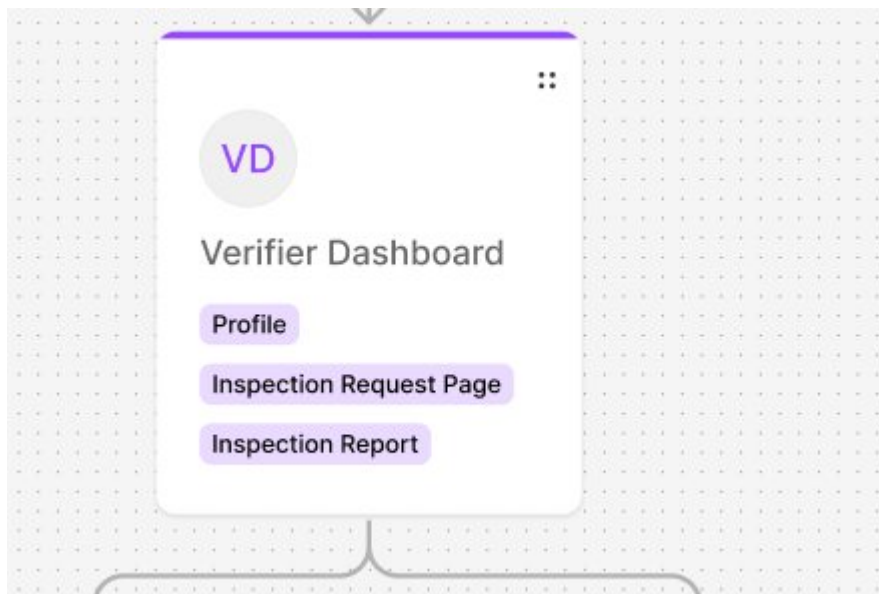 VD
Verifier Dashboard
Profile
Inspection Request Page
Inspection Report